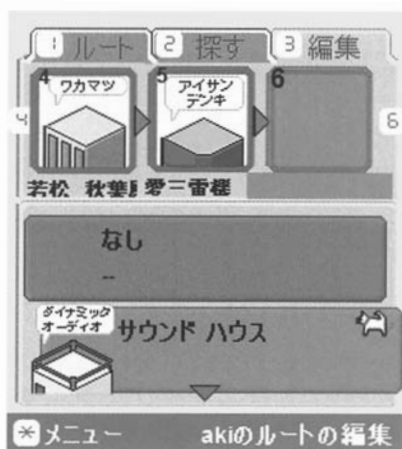 1 ルート 2 探す 3 編集
4 5 6
ワカマツ アイサン
デンキ
4 6
若松 秋葉原 愛三電機
なし
--
ダイナミック
オーディオ
サウンド ハウス
*メニュー akiのルートの編集